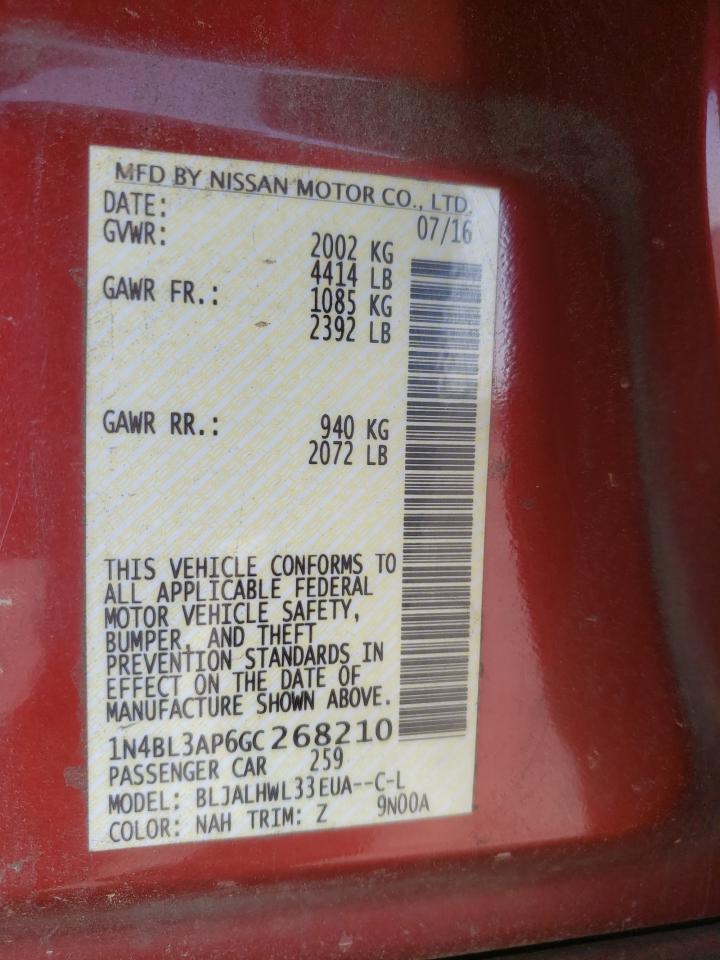 MFD BY NISSAN MOTOR CO., LTD.
DATE: 07/16
GVWR: 2002 KG
4414 LB
GAWR FR.: 1085 KG
2392 LB
GAWR RR.: 940 KG
2072 LB
THIS VEHICLE CONFORMS TO
ALL APPLICABLE FEDERAL
MOTOR VEHICLE SAFETY,
BUMPER, AND THEFT
PREVENTION STANDARDS IN
EFFECT ON THE DATE OF
MANUFACTURE SHOWN ABOVE.
1N4BL3AP6GC268210
PASSENGER CAR 259
MODEL: BLJALHWL33EUA--C-L
COLOR: NAH TRIM: Z 9N00A